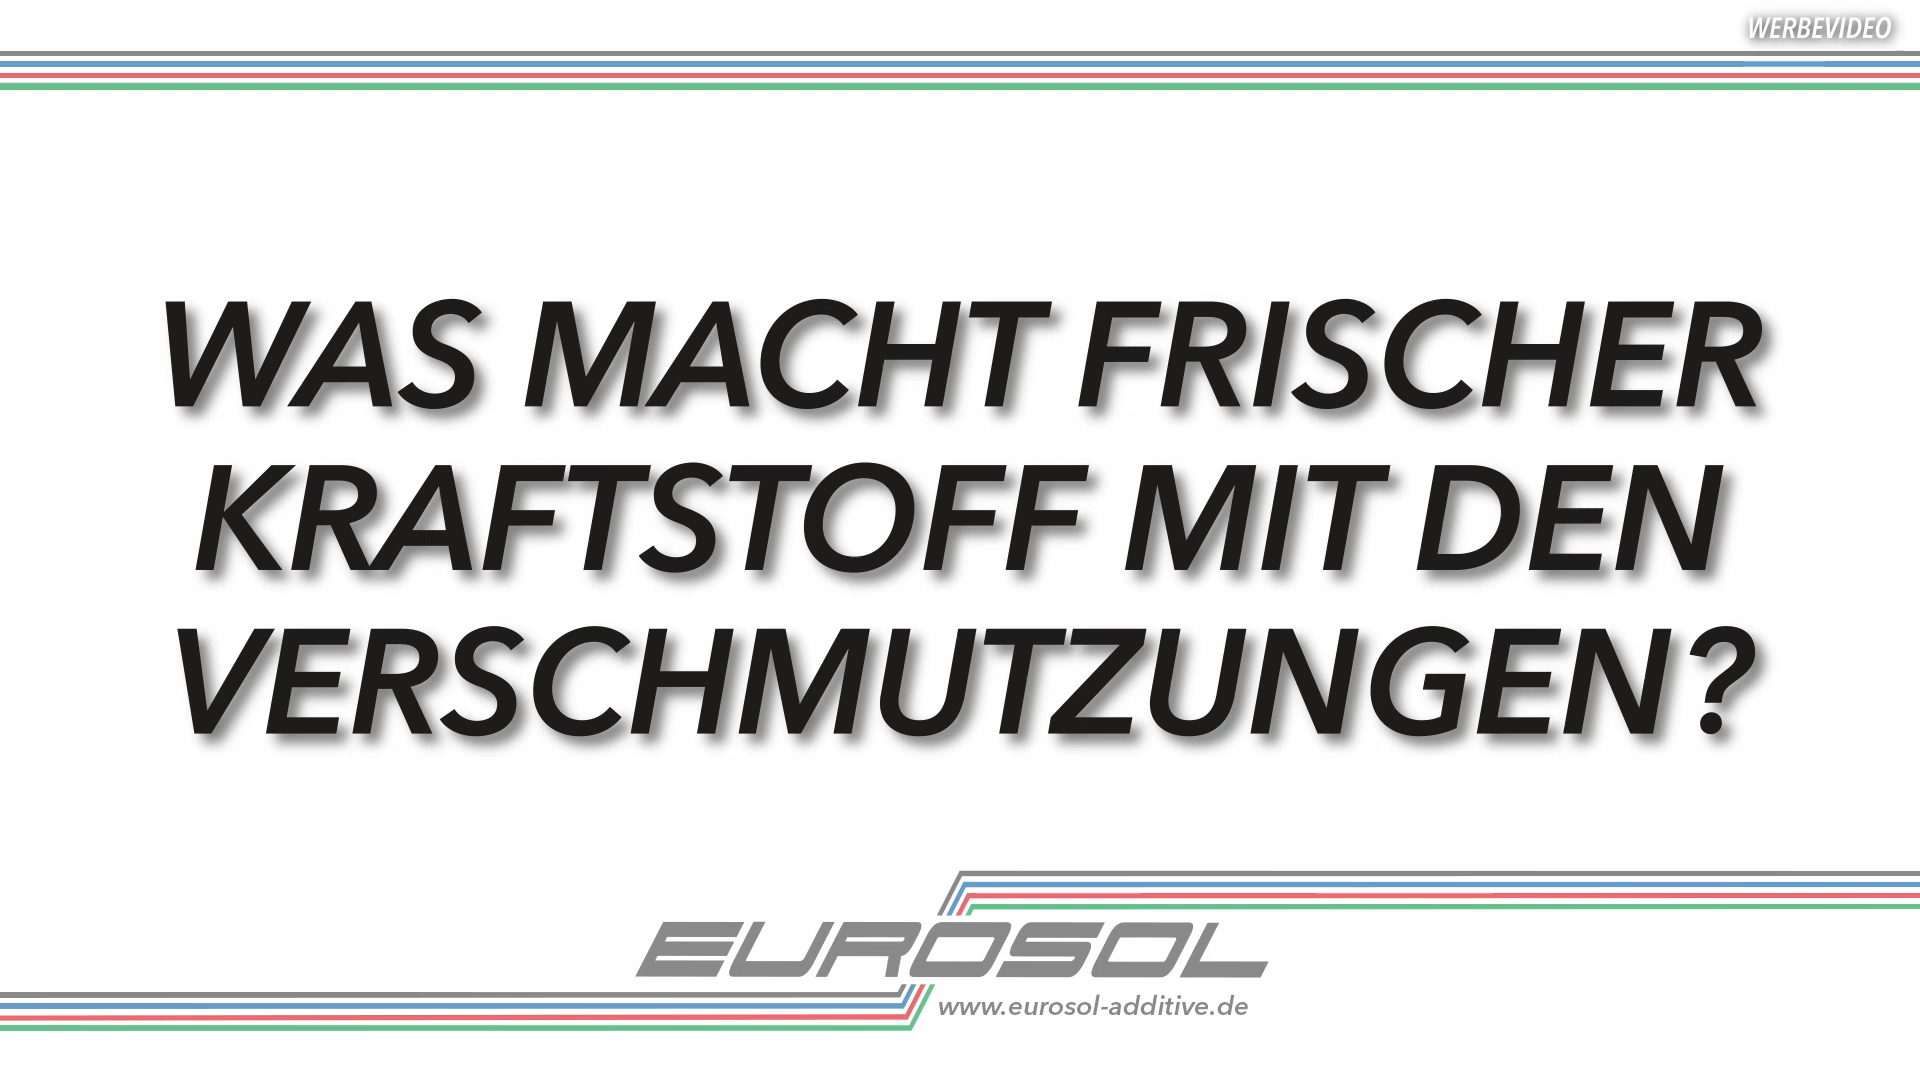 WERBEVIDEO
WAS MACHT FRISCHER
KRAFTSTOFF MIT DEN
VERSCHMUTZUNGEN?
EUROSOL
www.eurosol-additive.de